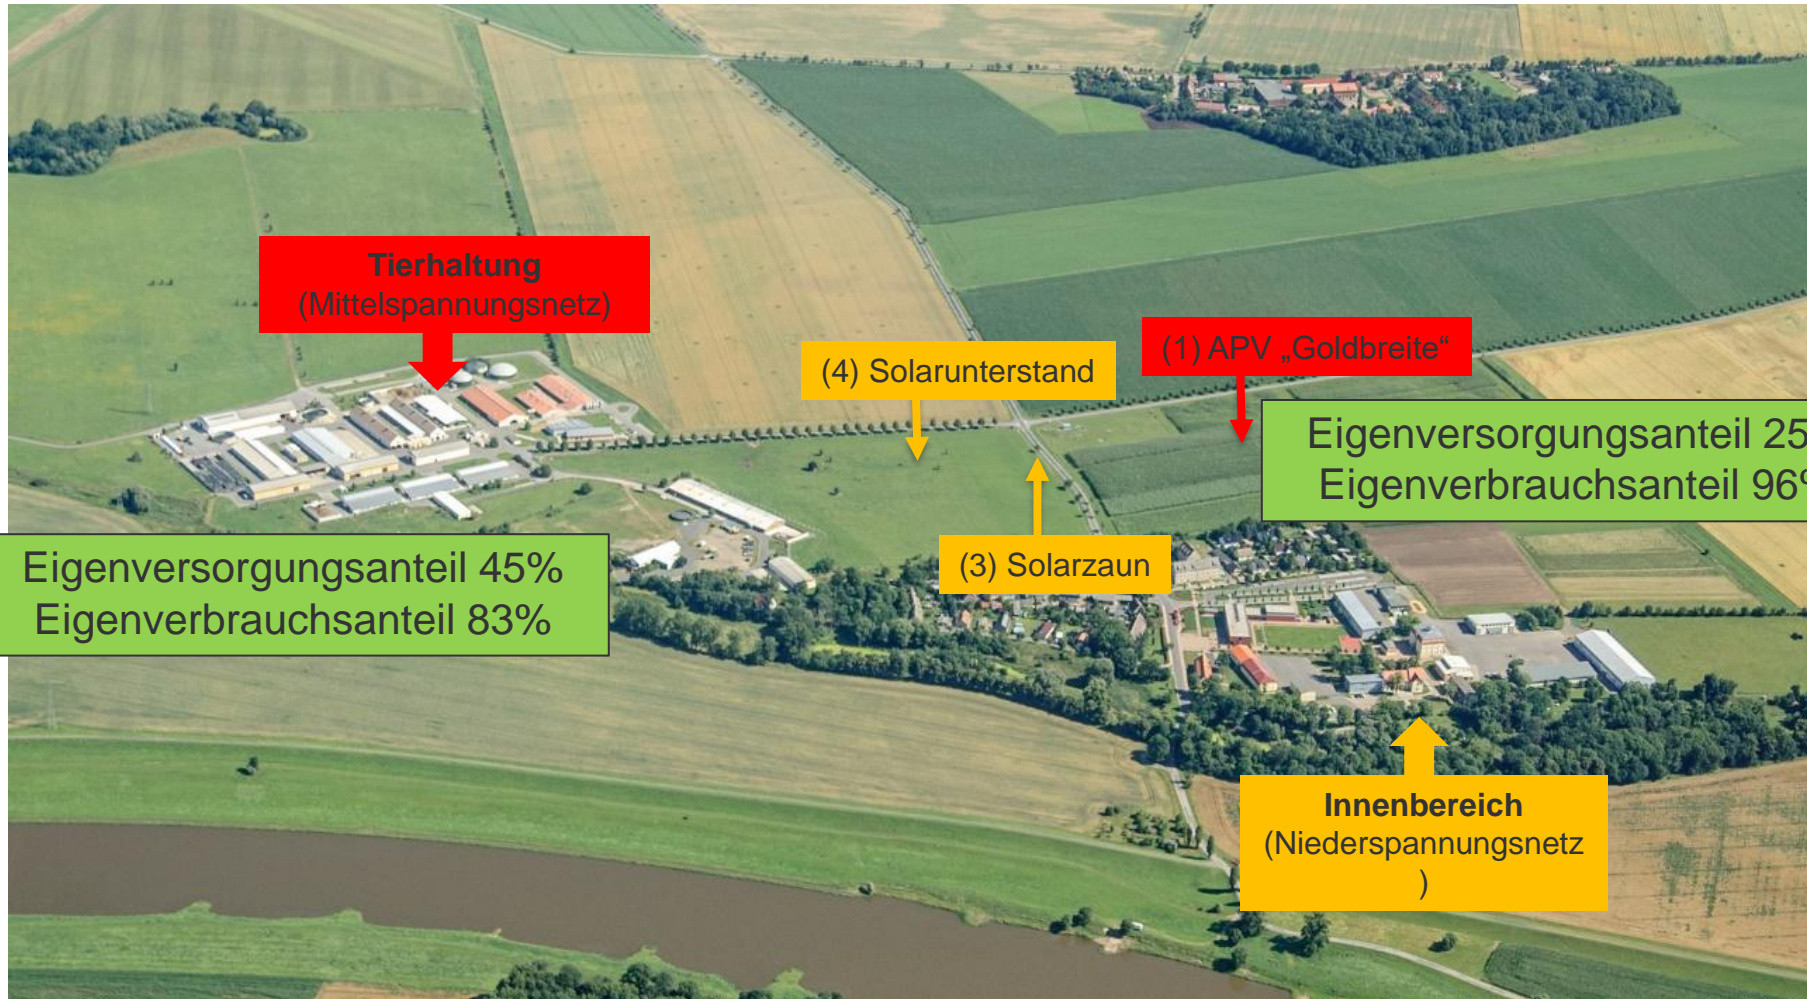 Tierhaltung
(Mittelspannungsnetz)
(4) Solarunterstand
(1) APV „Goldbreite“
Eigenversorgungsanteil 25
Eigenverbrauchsanteil 96%
Eigenversorgungsanteil 45%
Eigenverbrauchsanteil 83%
(3) Solarzaun
Innenbereich
(Niederspannungsnetz
)